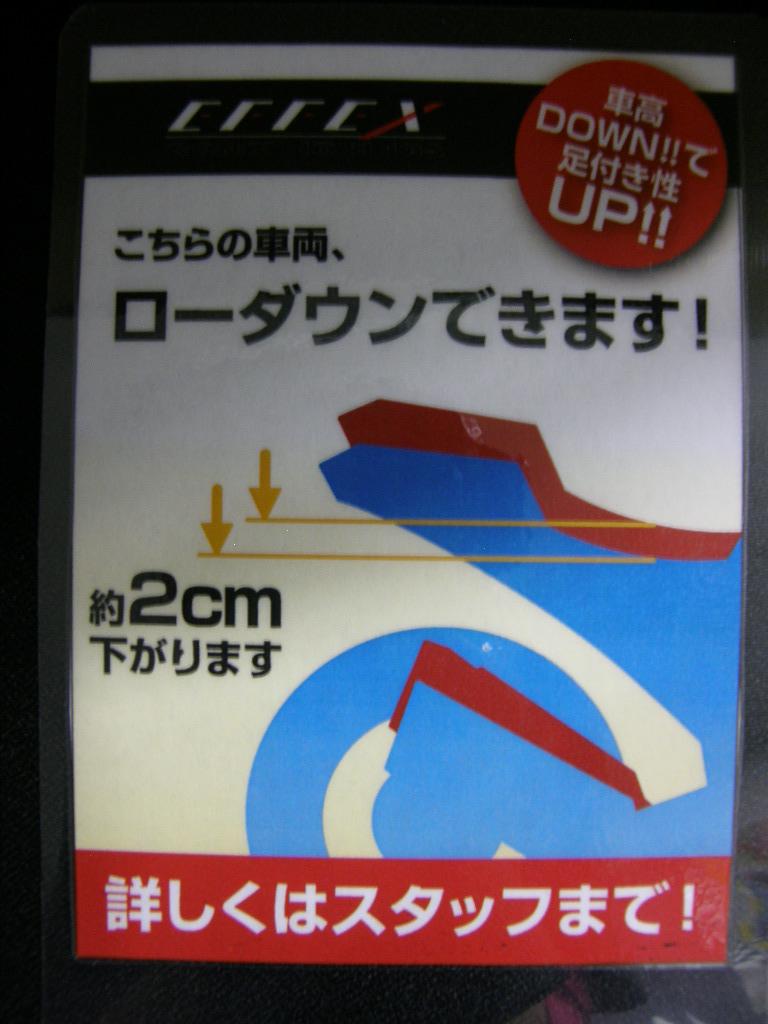 EFFEX
車高
DOWN!!で
足付き性
UP!!
こちらの車両、
ローダウンできます!
約2cm
下がります
詳しくはスタッフまで!